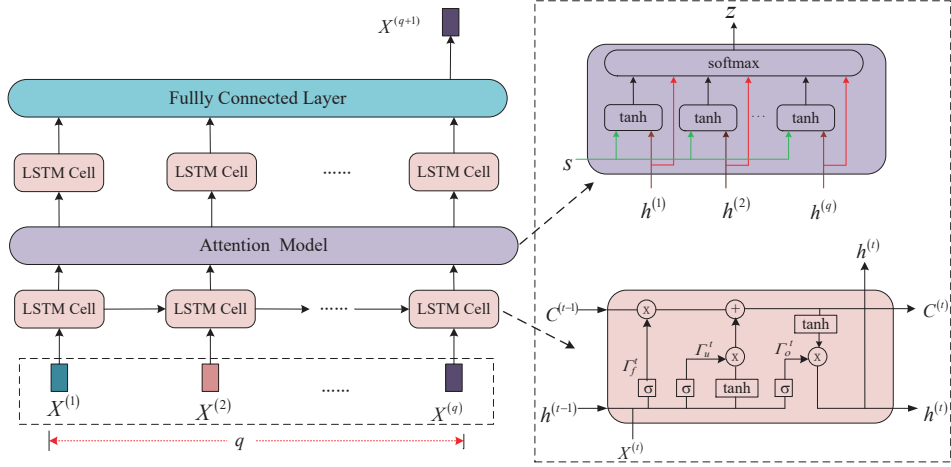 X^(q+1)
Fullly Connected Layer
LSTM Cell LSTM Cell ...... LSTM Cell
Attention Model
LSTM Cell LSTM Cell ...... LSTM Cell
......
X^(1) X^(2) X^(q)
q
z
softmax
tanh tanh ... tanh
s
h^(1) h^(2) h^(q)
h^(t)
C^(t-1) x + C^(t)
tanh
Γ_f^t Γ_u^t x Γ_o^t x
σ σ tanh σ
h^(t-1) h^(t)
X^(t)